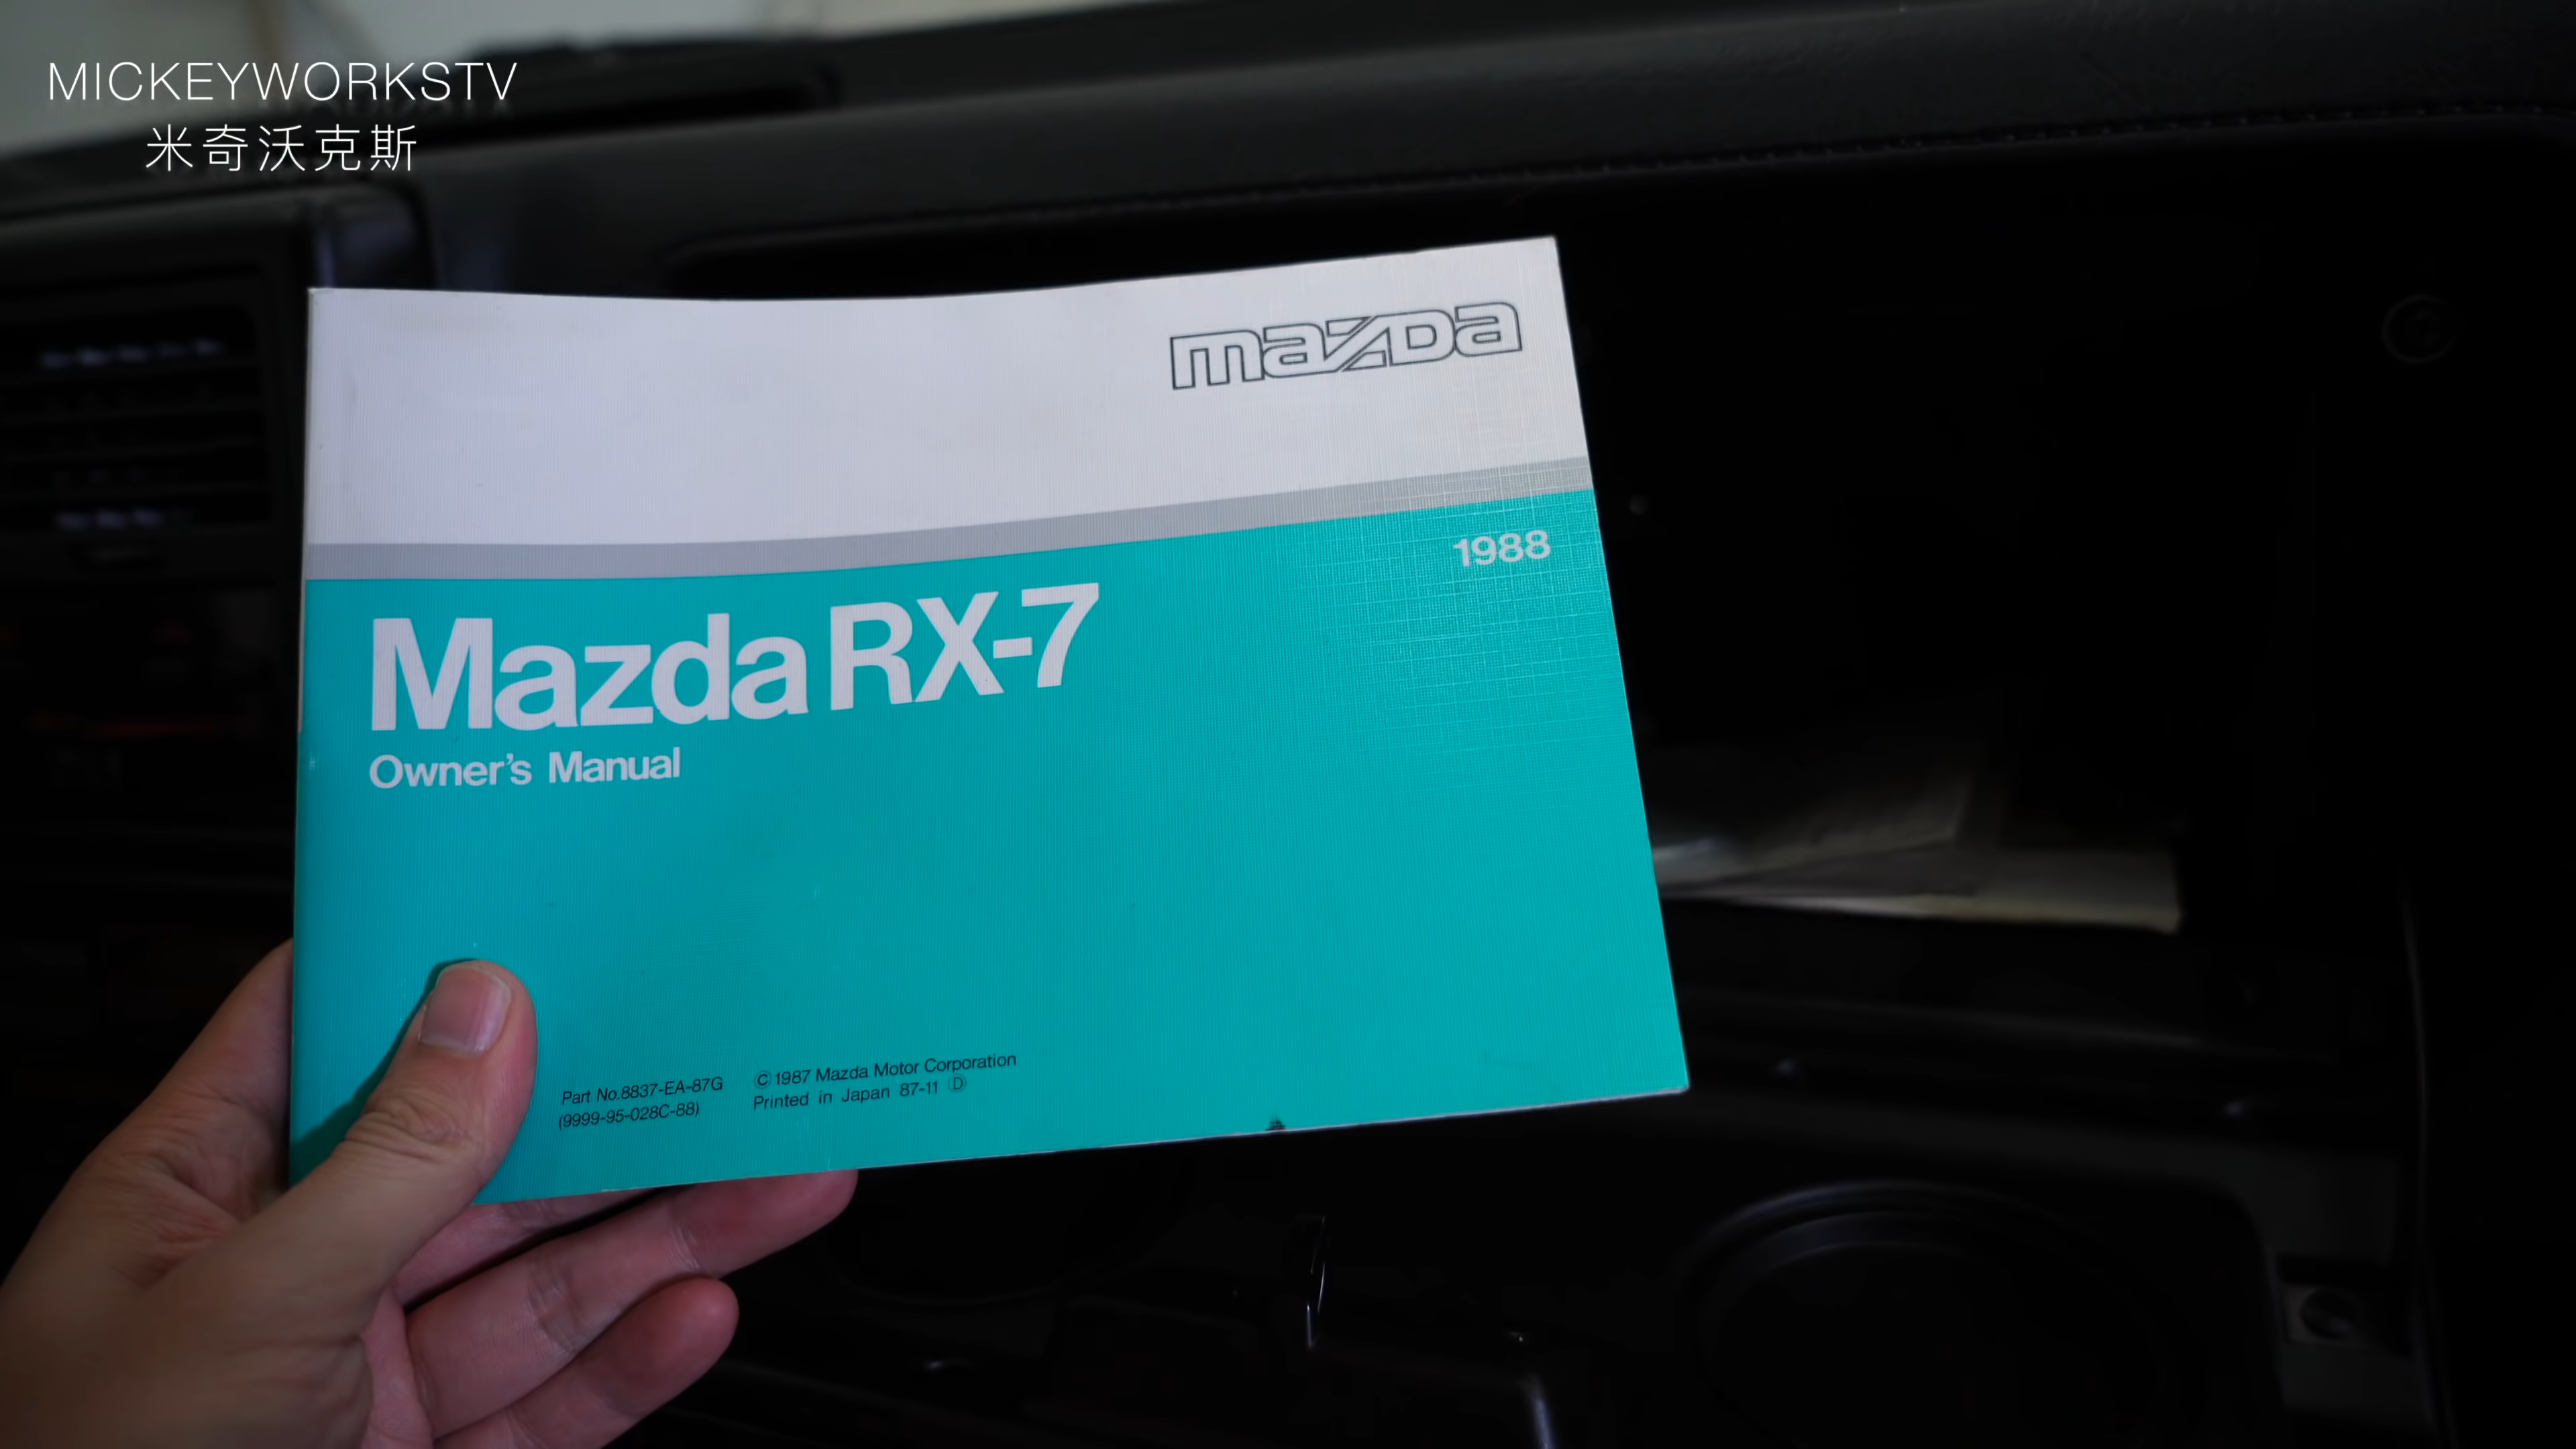 MICKEYWORKSTV
米奇沃克斯
mazda
1988
Mazda RX-7
Owner's Manual
Part No.8837-EA-87G
(9999-95-028C-88)
© 1987 Mazda Motor Corporation
Printed in Japan 87-11 Ⓓ